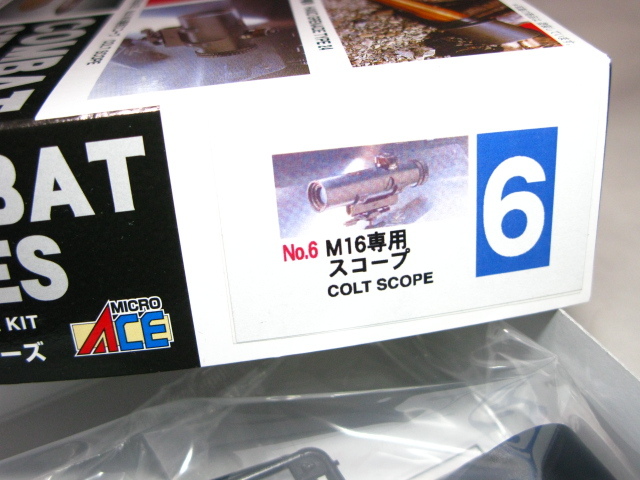 COMBAT
BAT
ES
KIT
ーズ
MICRO
ACE
No.6 M16専用
スコープ
COLT SCOPE
6